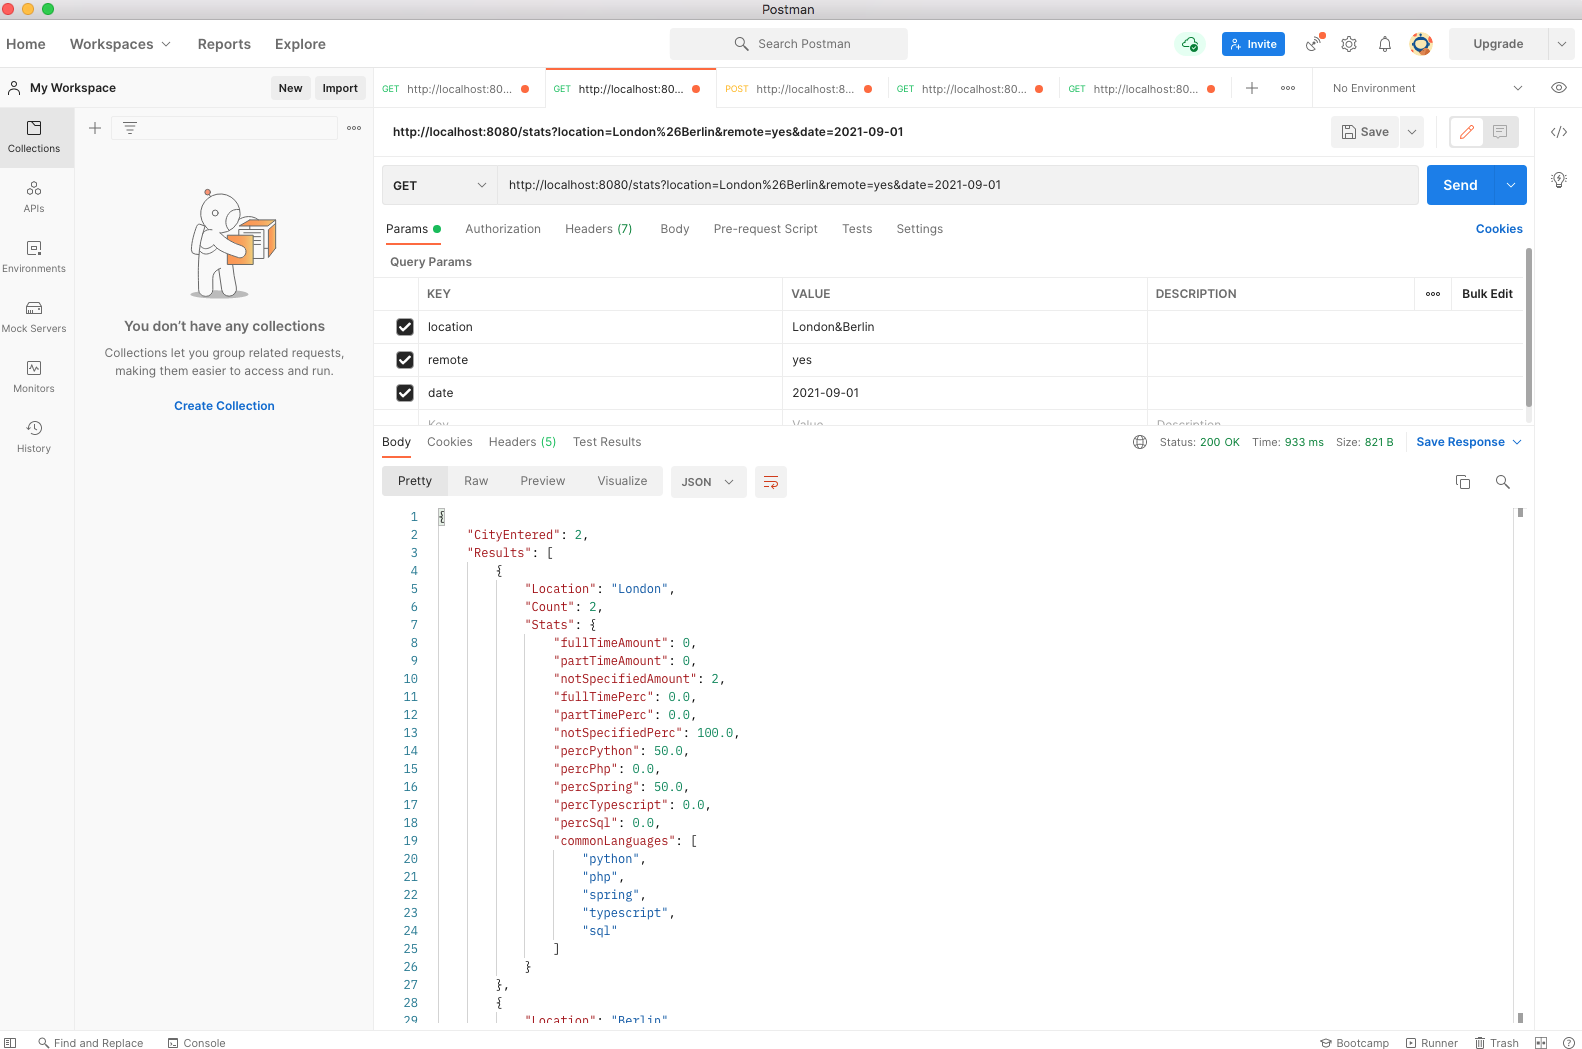 Postman
Home Workspaces Reports Explore Search Postman Invite Upgrade
My Workspace New Import
GET http://localhost:80... GET http://localhost:80... POST http://localhost:8... GET http://localhost:80... GET http://localhost:80... No Environment
http://localhost:8080/stats?location=London%26Berlin&remote=yes&date=2021-09-01 Save
GET http://localhost:8080/stats?location=London%26Berlin&remote=yes&date=2021-09-01 Send
Params Authorization Headers (7) Body Pre-request Script Tests Settings Cookies
Query Params
KEY VALUE DESCRIPTION Bulk Edit
location London&Berlin
remote yes
date 2021-09-01
Key Value Description
Collections
APIs
Environments
Mock Servers
Monitors
History
You don't have any collections
Collections let you group related requests,
making them easier to access and run.
Create Collection
Body Cookies Headers (5) Test Results Status: 200 OK Time: 933 ms Size: 821 B Save Response
Pretty Raw Preview Visualize JSON
1 {
2 "CityEntered": 2,
3 "Results": [
4 {
5 "Location": "London",
6 "Count": 2,
7 "Stats": {
8 "fullTimeAmount": 0,
9 "partTimeAmount": 0,
10 "notSpecifiedAmount": 2,
11 "fullTimePerc": 0.0,
12 "partTimePerc": 0.0,
13 "notSpecifiedPerc": 100.0,
14 "percPython": 50.0,
15 "percPhp": 0.0,
16 "percSpring": 50.0,
17 "percTypescript": 0.0,
18 "percSql": 0.0,
19 "commonLanguages": [
20 "python",
21 "php",
22 "spring",
23 "typescript",
24 "sql"
25 ]
26 }
27 },
28 {
29 "Location": "Berlin"
Find and Replace Console Bootcamp Runner Trash